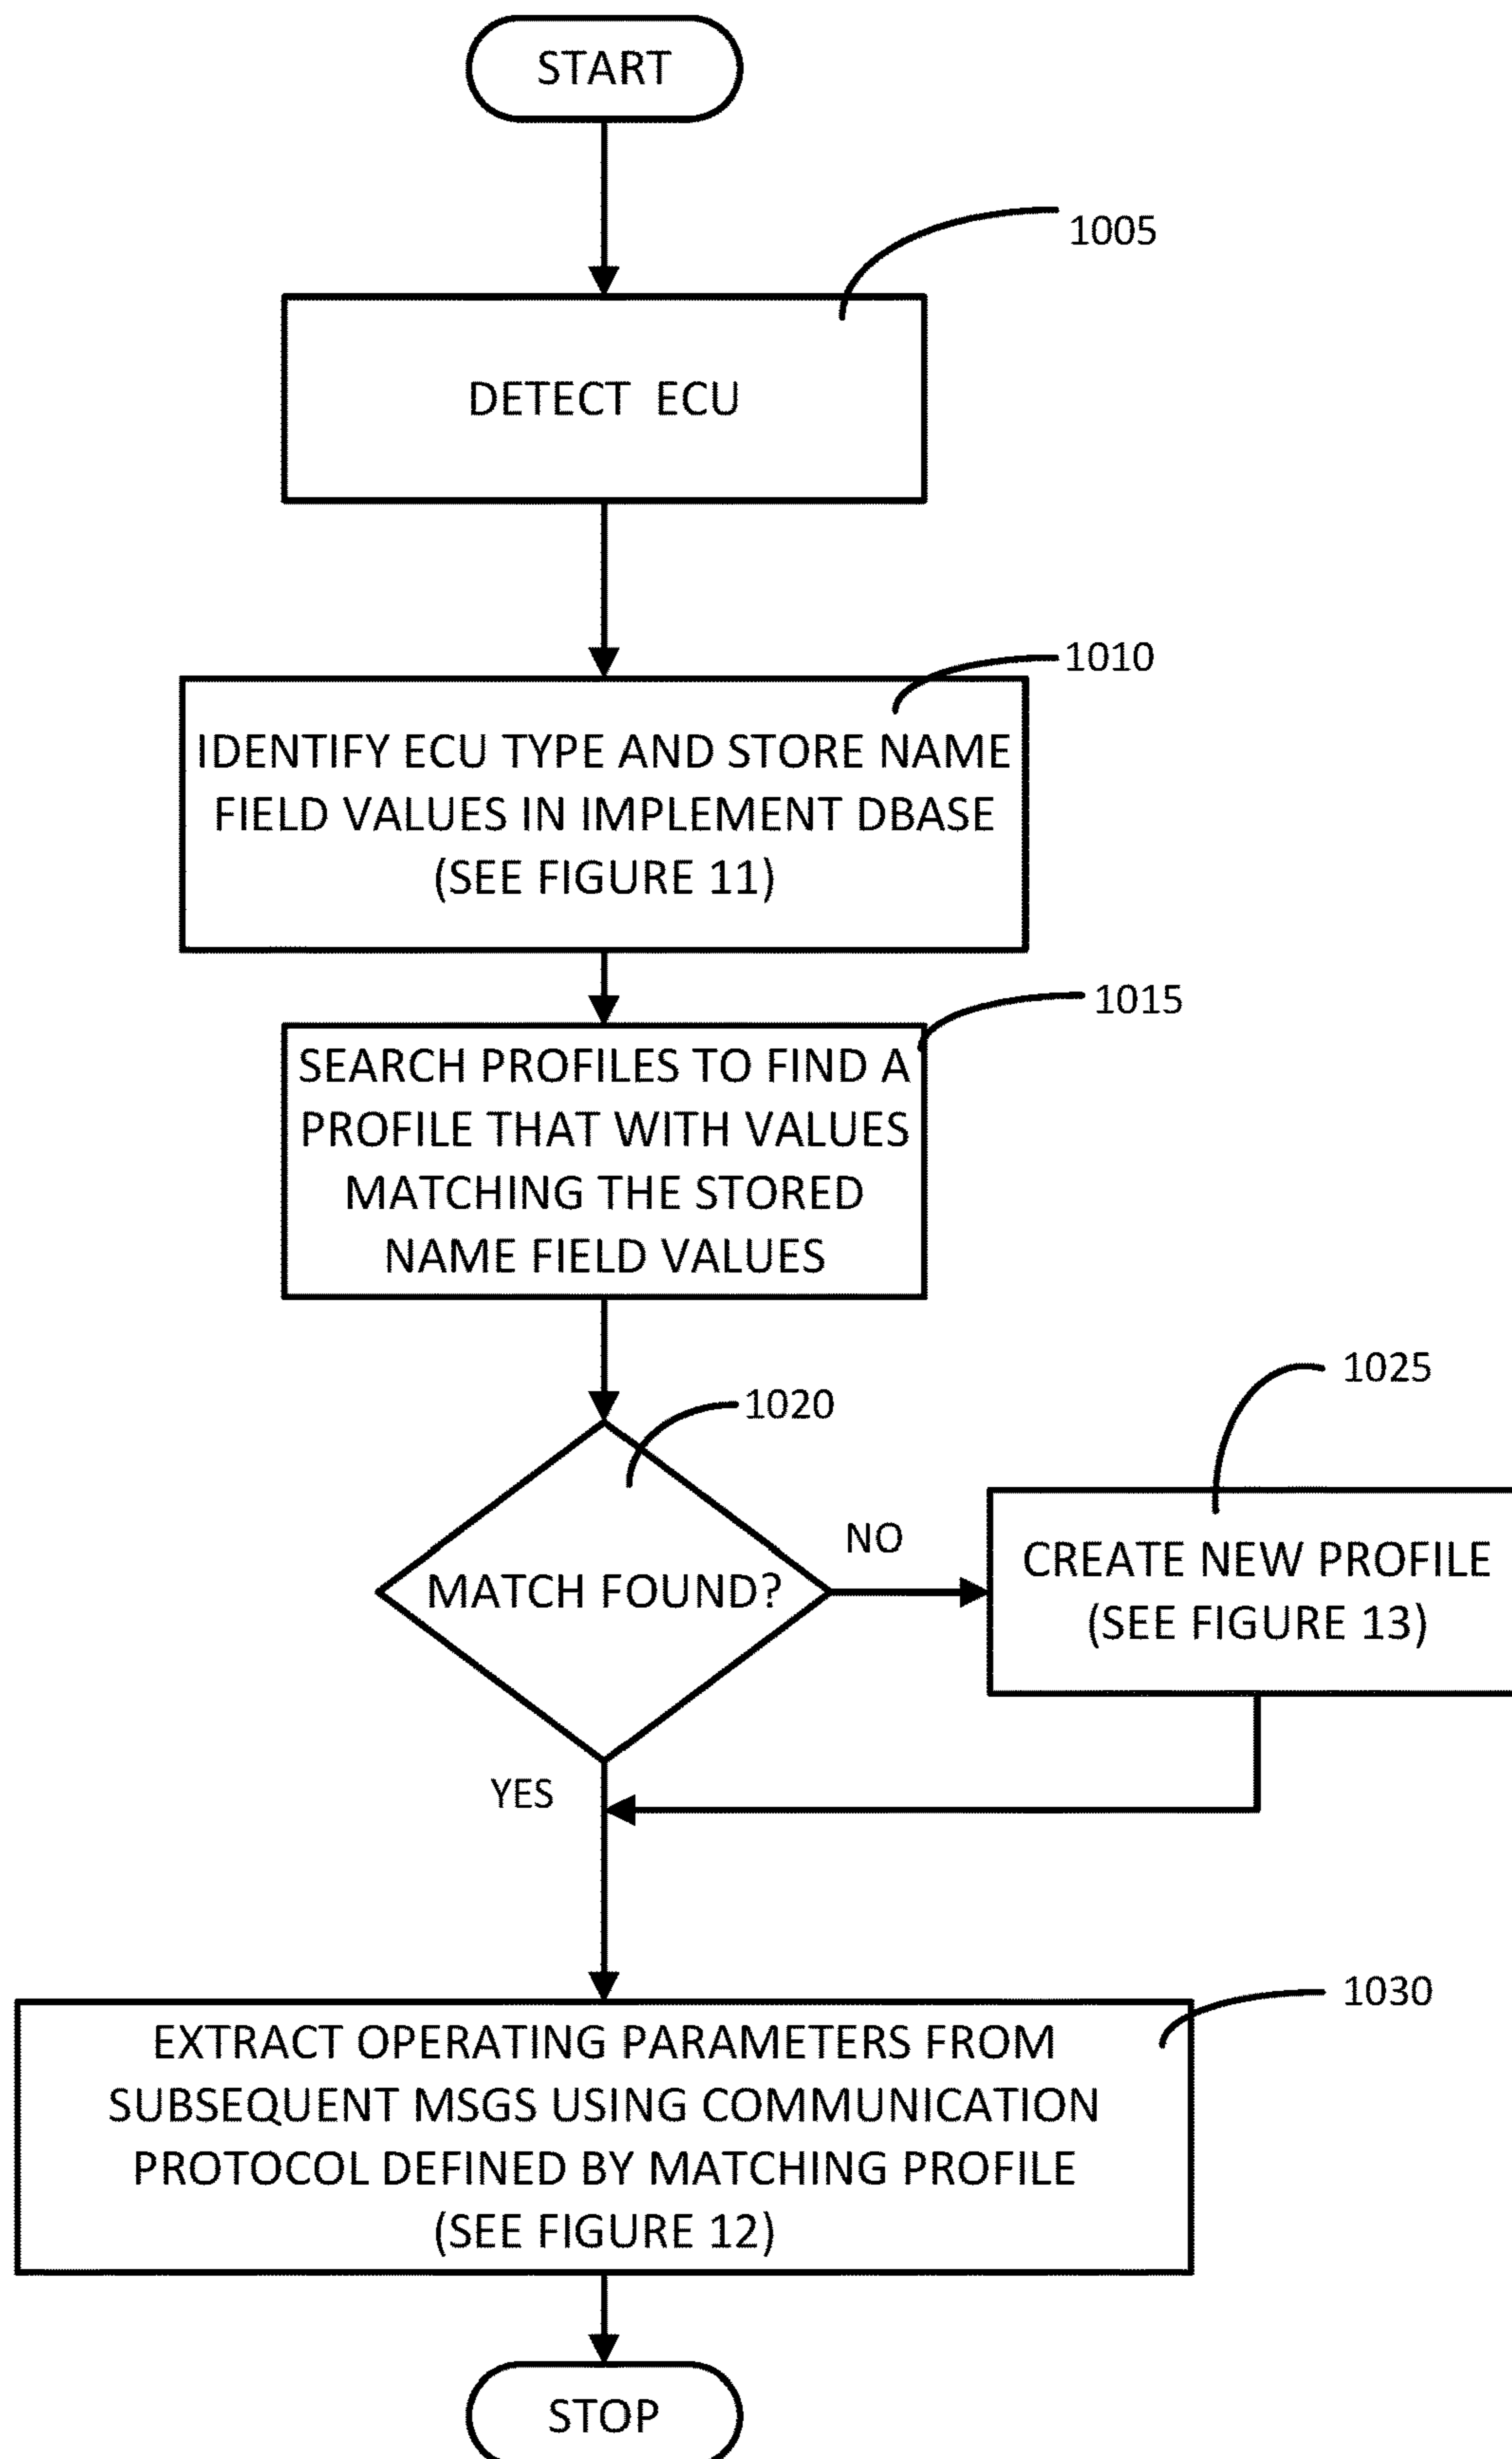 START
1005
DETECT ECU
1010
IDENTIFY ECU TYPE AND STORE NAME
FIELD VALUES IN IMPLEMENT DBASE
(SEE FIGURE 11)
1015
SEARCH PROFILES TO FIND A
PROFILE THAT WITH VALUES
MATCHING THE STORED
NAME FIELD VALUES
1020
MATCH FOUND?
NO
1025
CREATE NEW PROFILE
(SEE FIGURE 13)
YES
1030
EXTRACT OPERATING PARAMETERS FROM
SUBSEQUENT MSGS USING COMMUNICATION
PROTOCOL DEFINED BY MATCHING PROFILE
(SEE FIGURE 12)
STOP